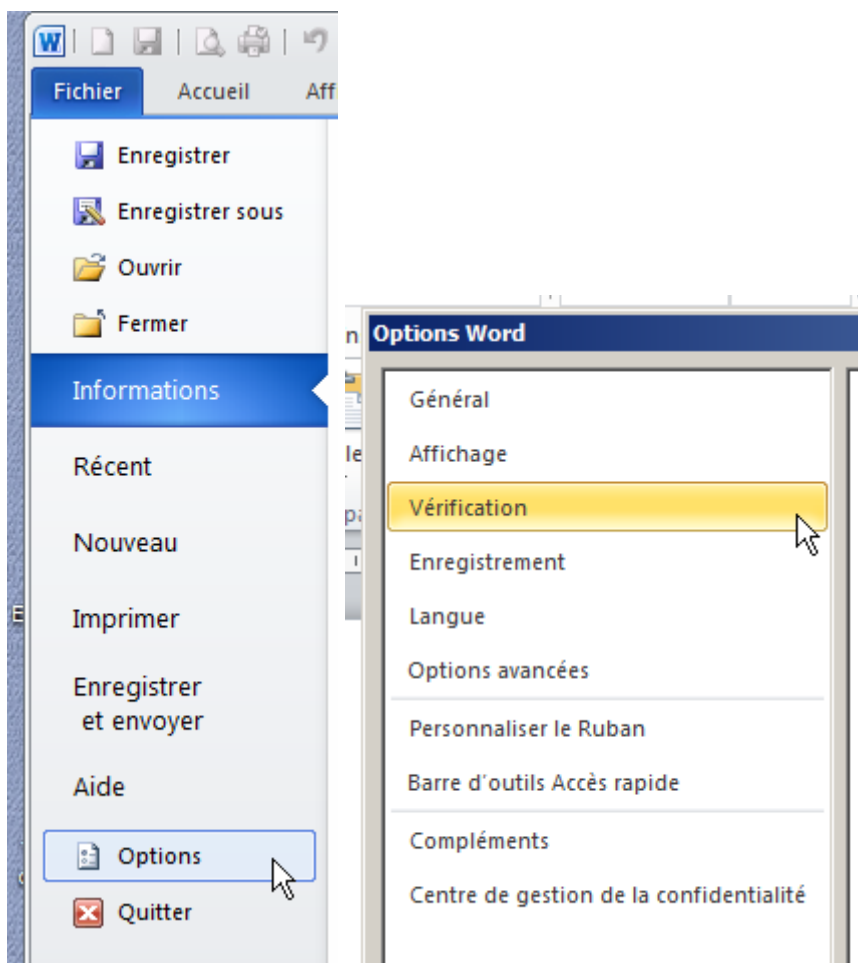 Fichier Accueil Aff
Enregistrer
Enregistrer sous
Ouvrir
Fermer
Informations
Récent
Nouveau
Imprimer
Enregistrer
et envoyer
Aide
Options
Quitter
Options Word
Général
Affichage
Vérification
Enregistrement
Langue
Options avancées
Personnaliser le Ruban
Barre d'outils Accès rapide
Compléments
Centre de gestion de la confidentialité